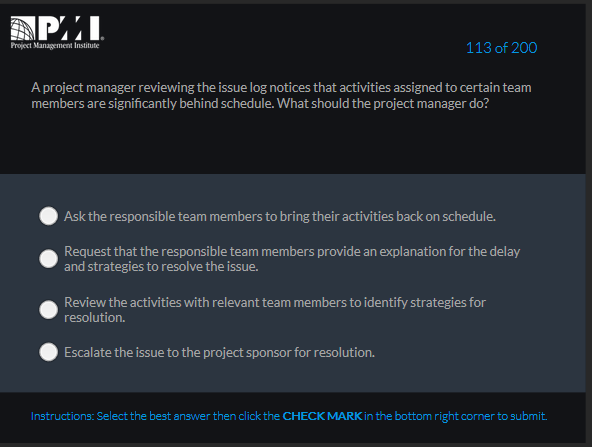 PMI.
Project Management Institute
113 of 200
A project manager reviewing the issue log notices that activities assigned to certain team
members are significantly behind schedule. What should the project manager do?
Ask the responsible team members to bring their activities back on schedule.
Request that the responsible team members provide an explanation for the delay
and strategies to resolve the issue.
Review the activities with relevant team members to identify strategies for
resolution.
Escalate the issue to the project sponsor for resolution.
Instructions: Select the best answer then click the CHECK MARK in the bottom right corner to submit.